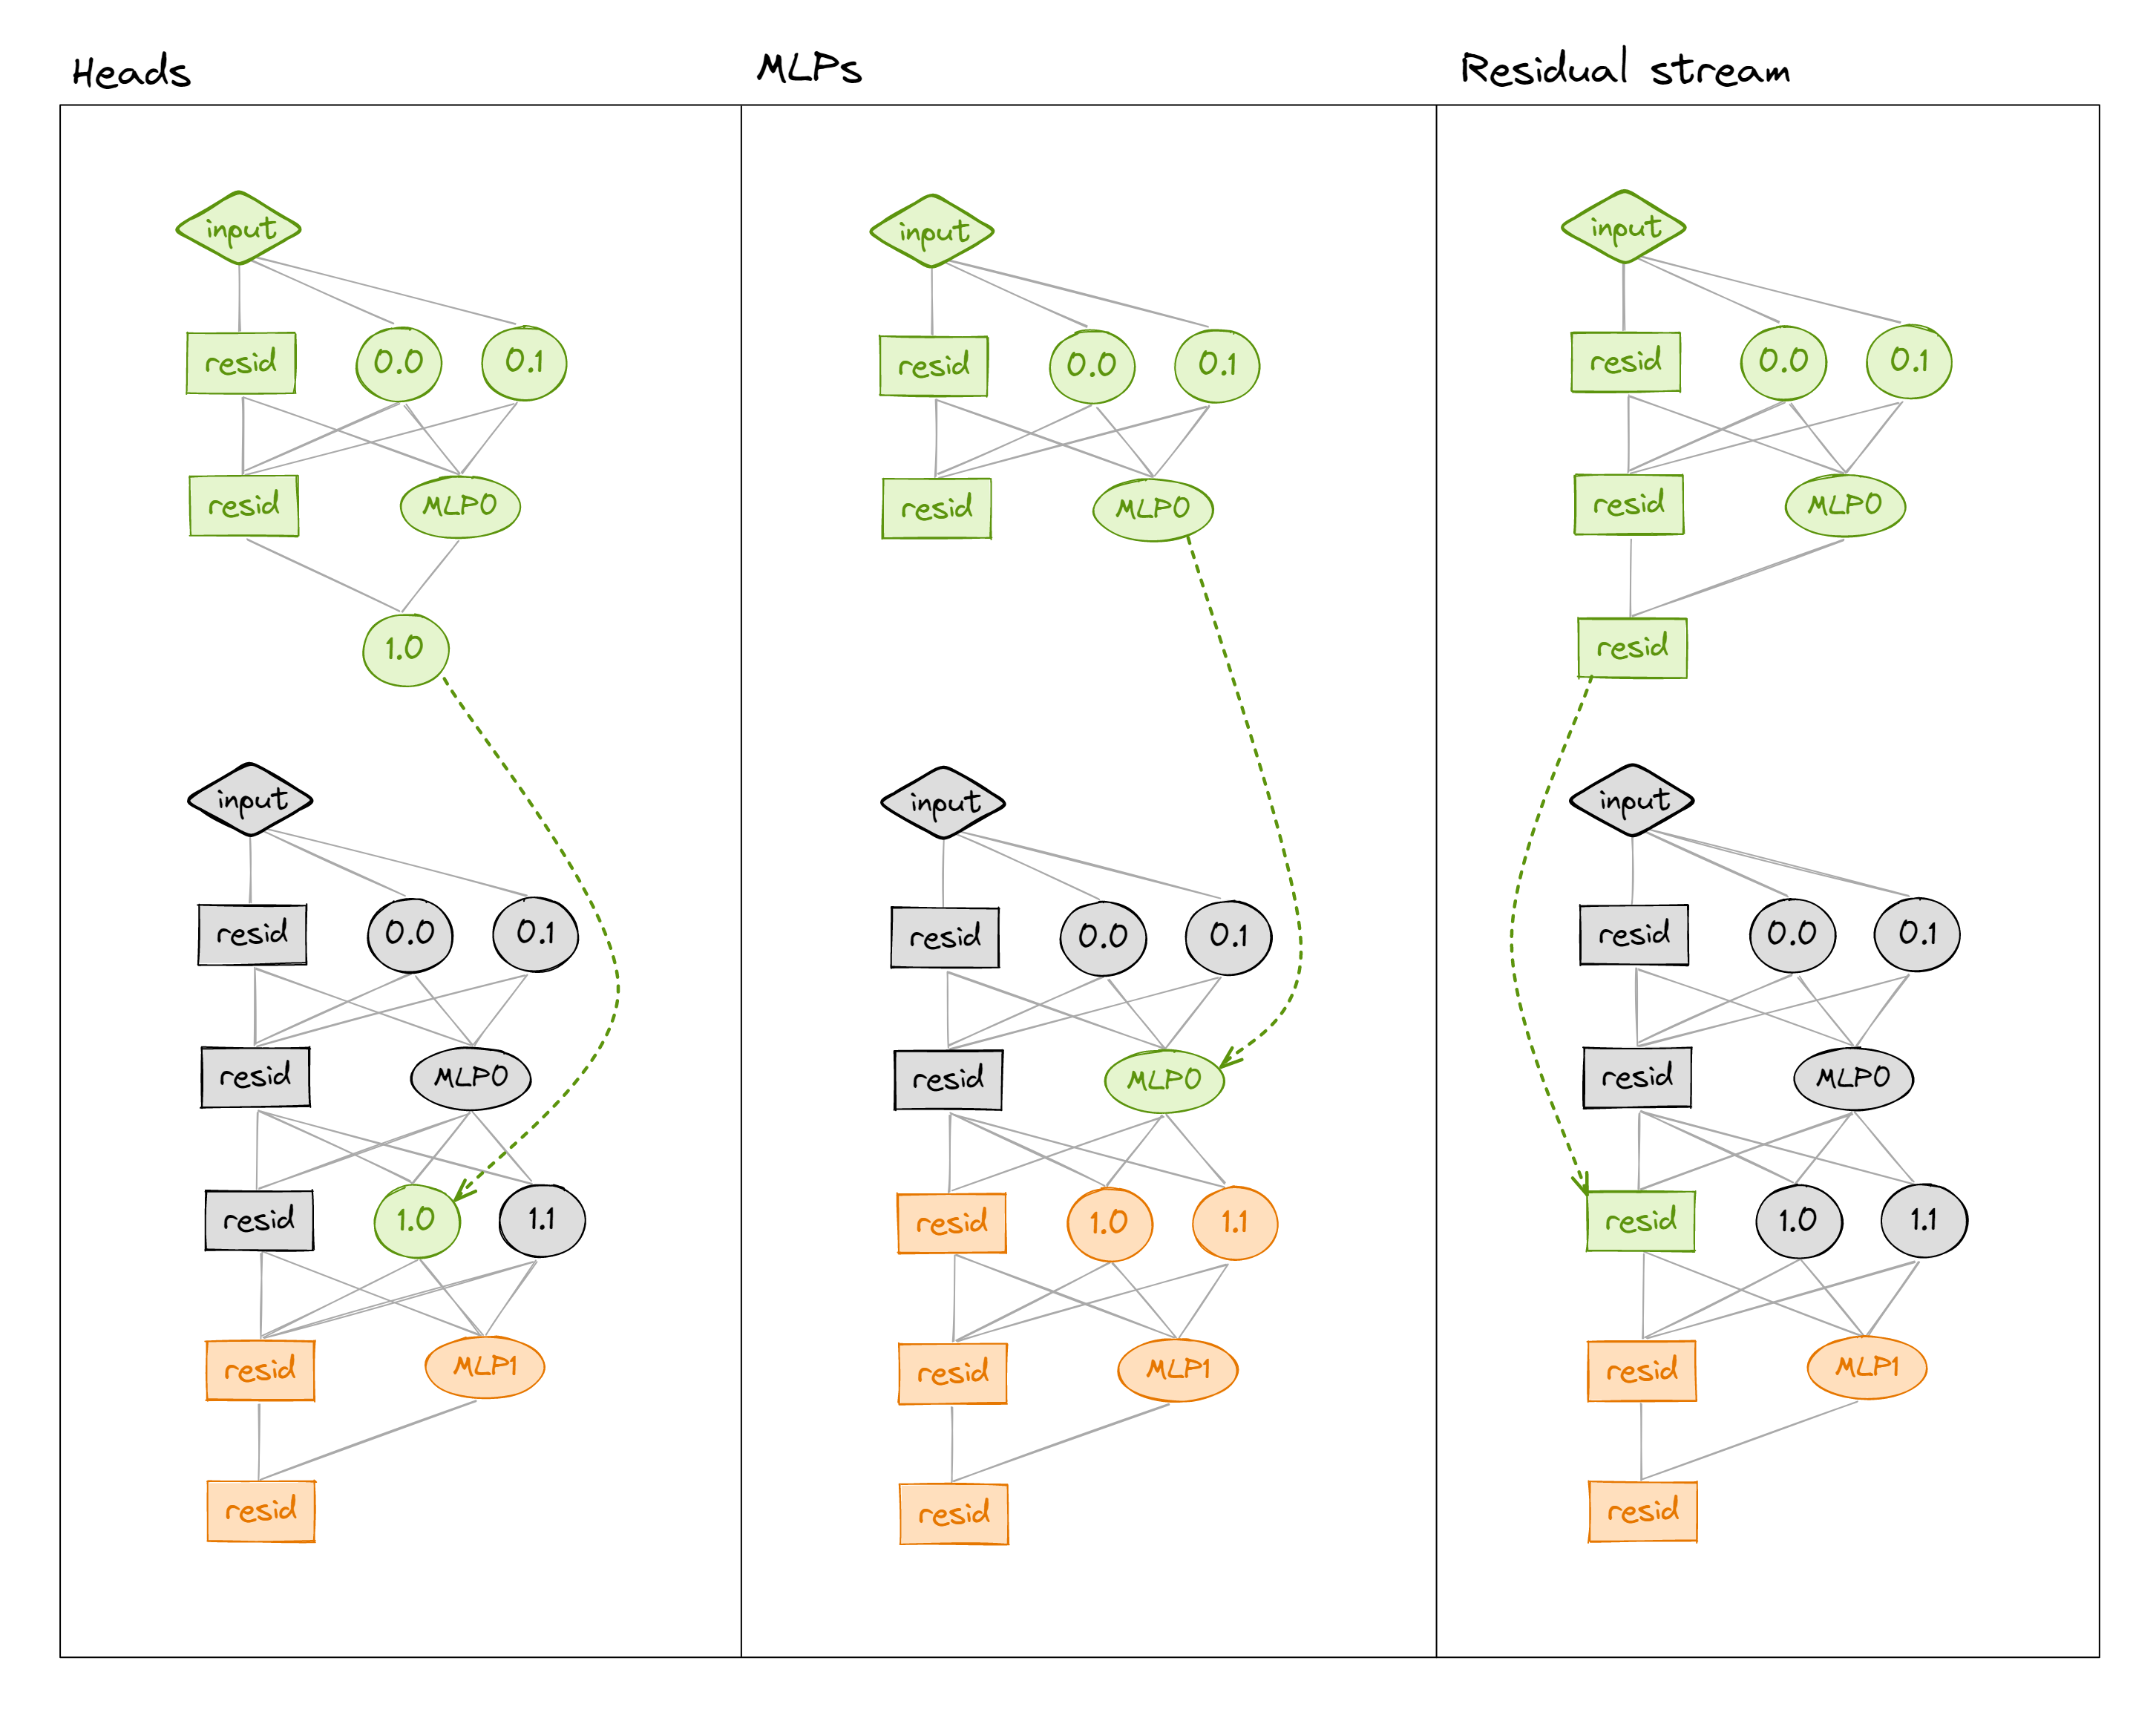 Heads
input
resid 0.0 0.1
resid MLP0
1.0
input
resid 0.0 0.1
resid MLP0
resid 1.0 1.1
resid MLP1
resid
MLPs
input
resid 0.0 0.1
resid MLP0
input
resid 0.0 0.1
resid MLP0
resid 1.0 1.1
resid MLP1
resid
Residual stream
input
resid 0.0 0.1
resid MLP0
resid
input
resid 0.0 0.1
resid MLP0
resid 1.0 1.1
resid MLP1
resid